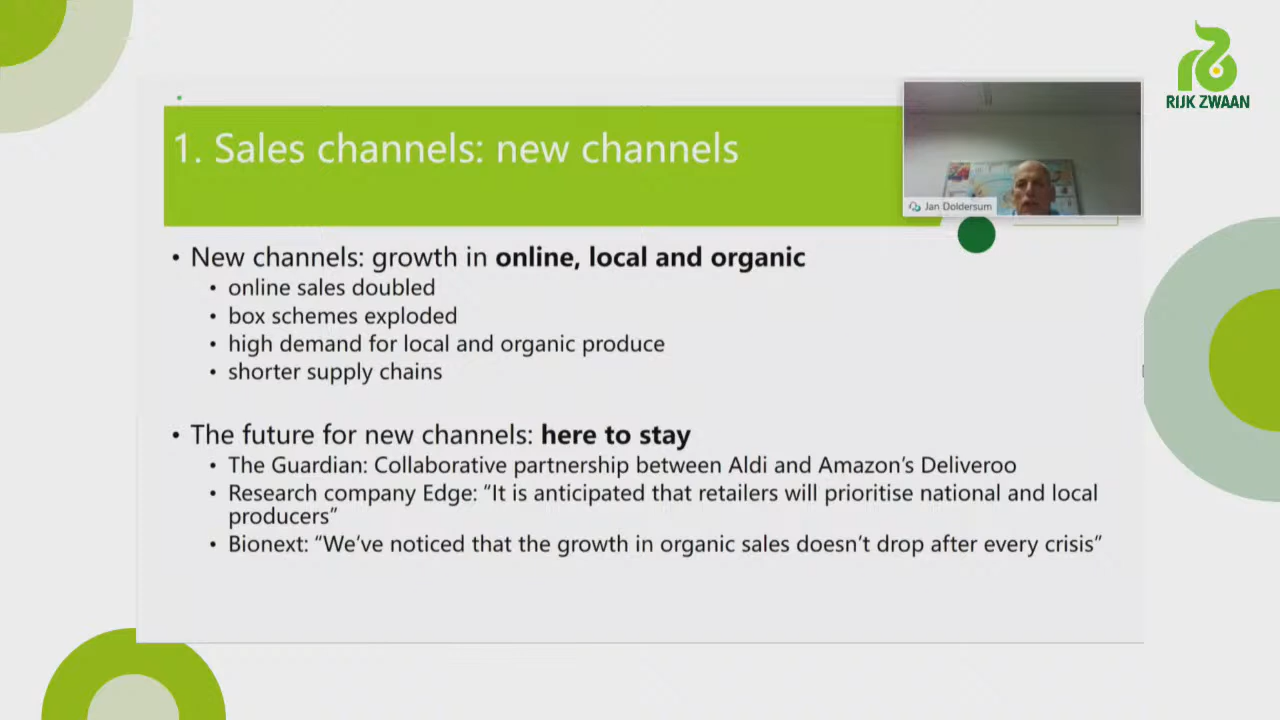 RIJK ZWAAN
1. Sales channels: new channels
Jan Doldersum
• New channels: growth in online, local and organic
• online sales doubled
• box schemes exploded
• high demand for local and organic produce
• shorter supply chains
• The future for new channels: here to stay
• The Guardian: Collaborative partnership between Aldi and Amazon’s Deliveroo
• Research company Edge: “It is anticipated that retailers will prioritise national and local
producers”
• Bionext: “We’ve noticed that the growth in organic sales doesn’t drop after every crisis”